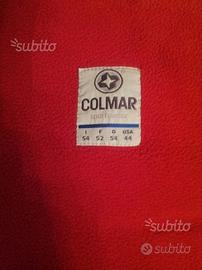 subito
COLMAR
sportswear
I F D USA
54 52 54 44
subito
subito